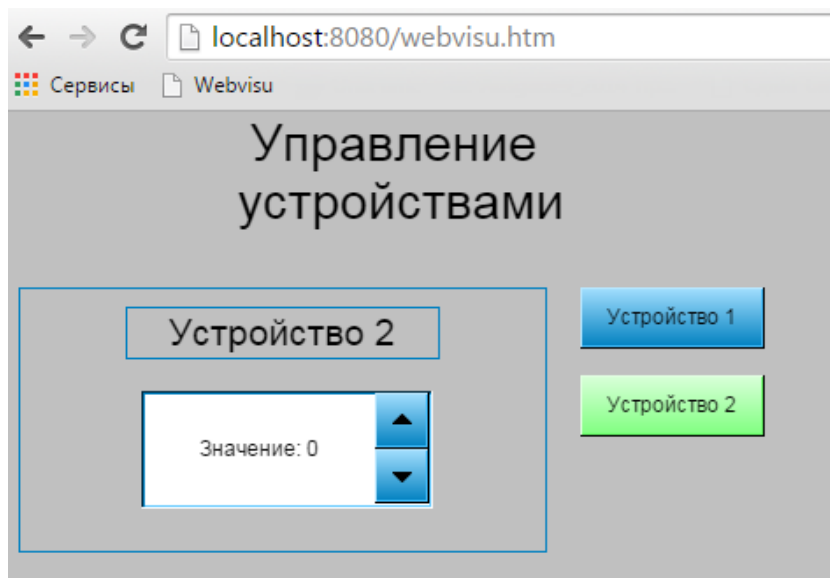 localhost:8080/webvisu.htm
Сервисы Webvisu
Управление
устройствами
Устройство 2
Значение: 0
Устройство 1
Устройство 2